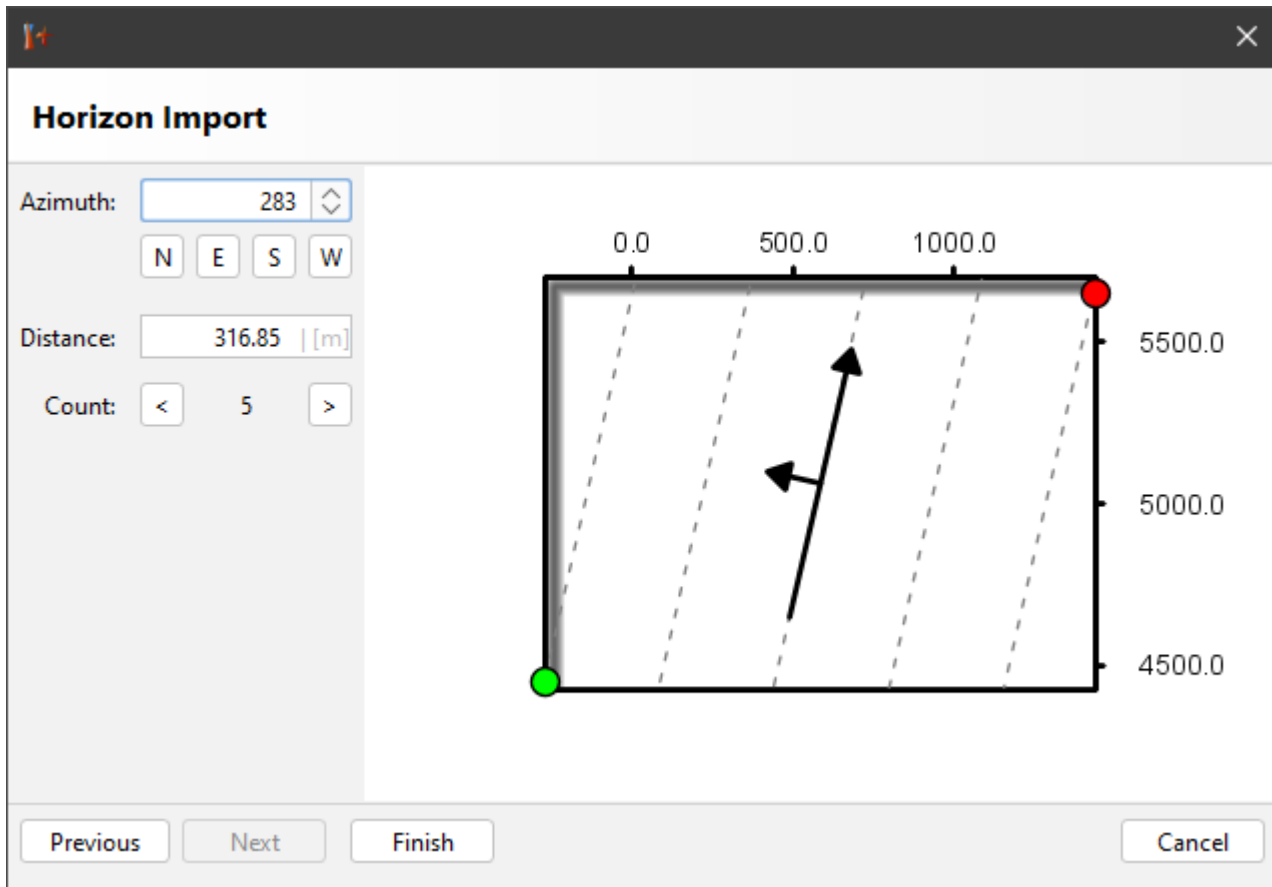 Horizon Import
Azimuth: 283
N E S W
Distance: 316.85 | [m]
Count: < 5 >
0.0 500.0 1000.0
5500.0
5000.0
4500.0
Previous Next Finish Cancel